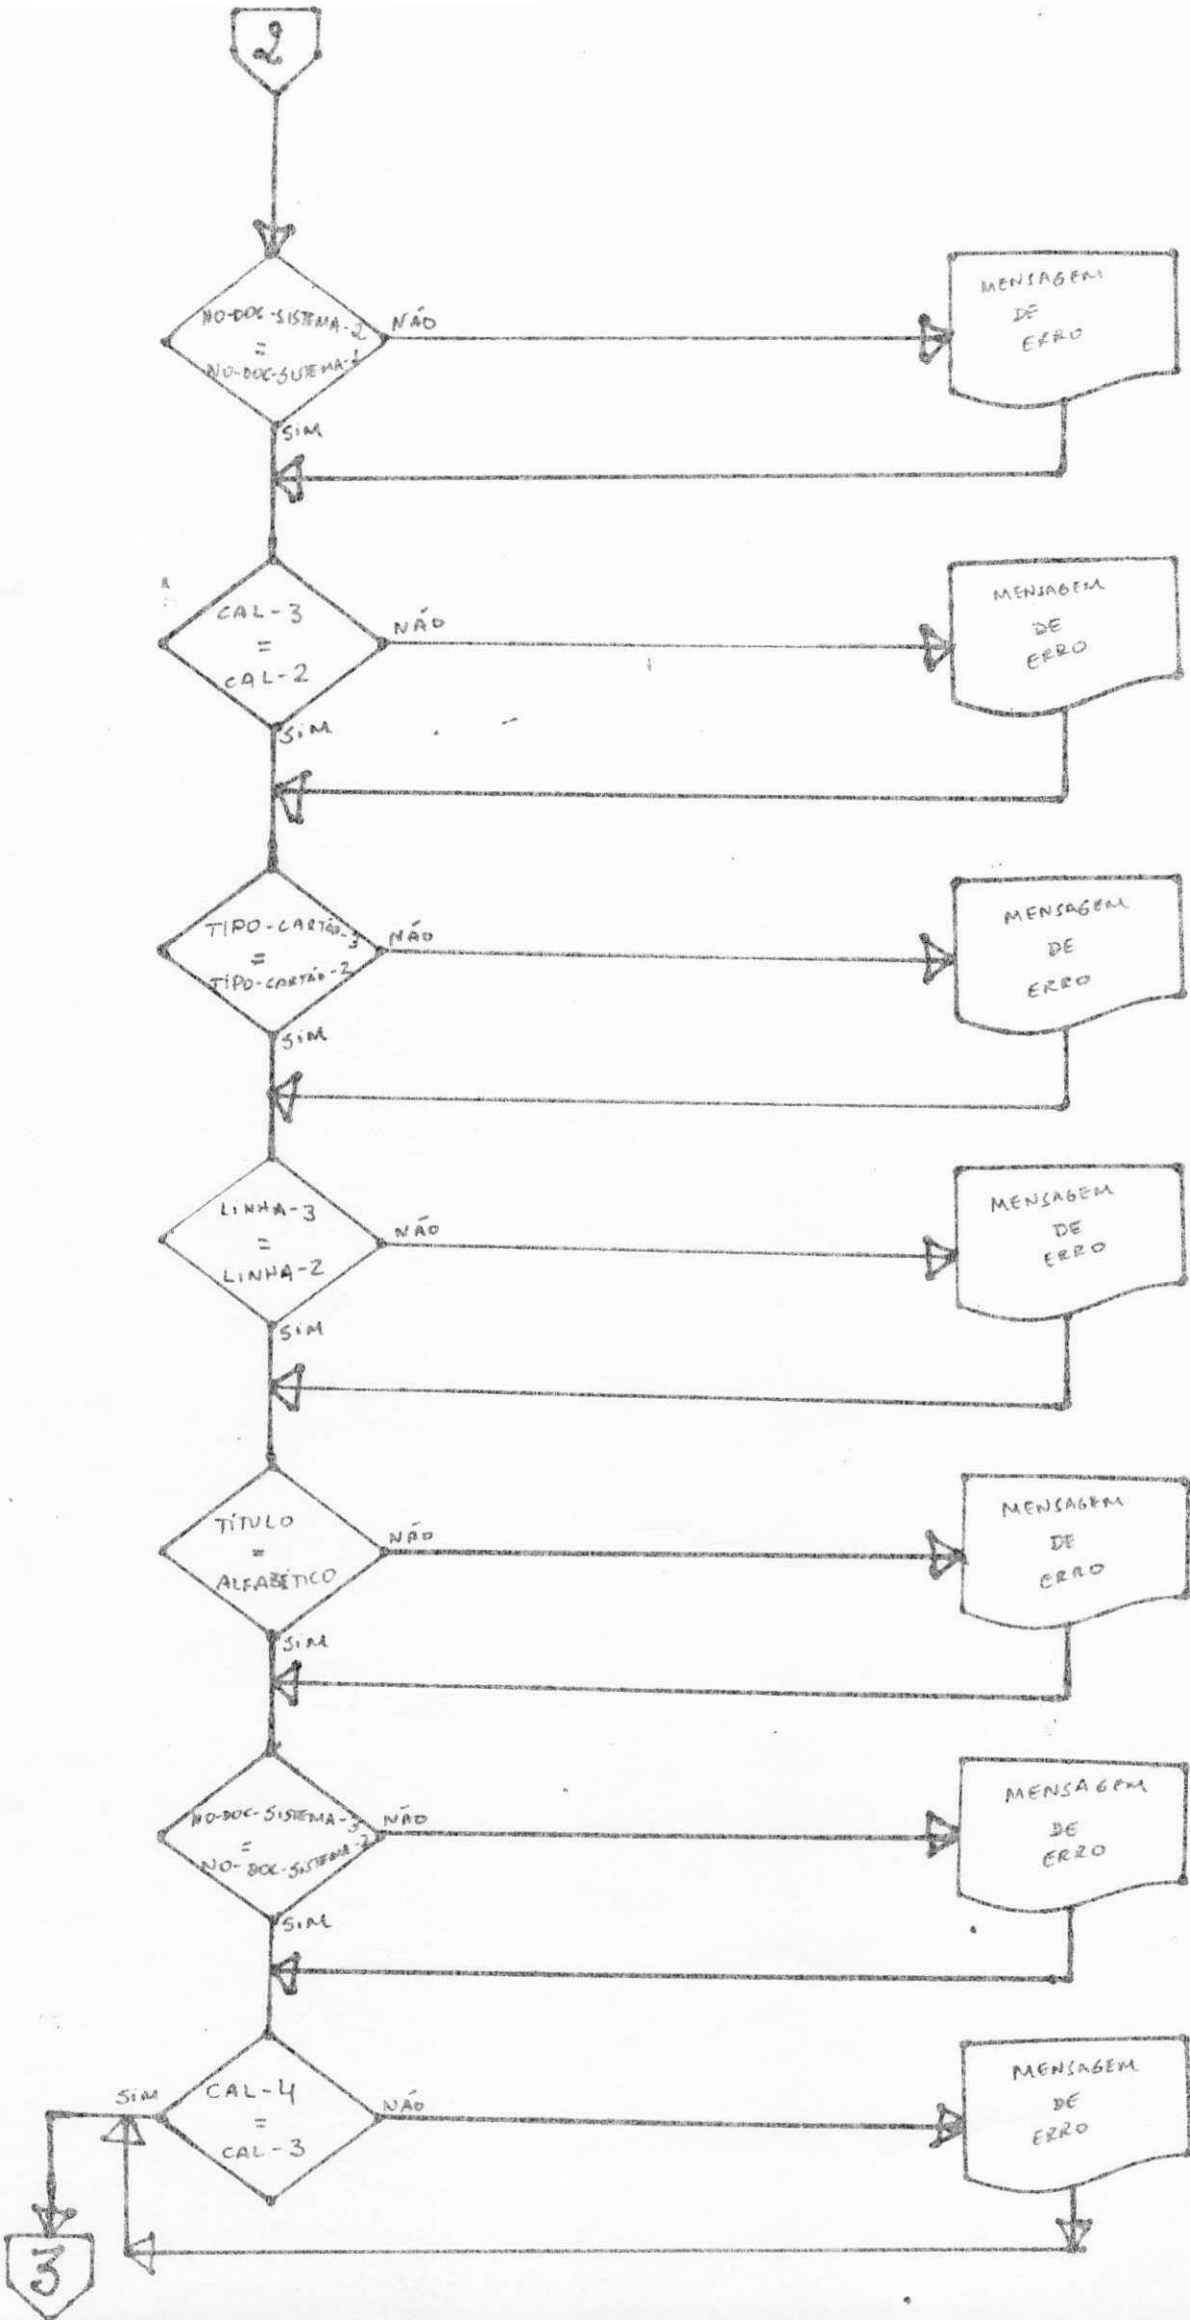 2
NO-DOC-SISTEMA-2
=
NO-DOC-SISTEMA-1
NÃO
MENSAGEM
DE
ERRO
SIM
CAL-3
=
CAL-2
NÃO
MENSAGEM
DE
ERRO
SIM
TIPO-CARTÃO-3
=
TIPO-CARTÃO-2
NÃO
MENSAGEM
DE
ERRO
SIM
LINHA-3
=
LINHA-2
NÃO
MENSAGEM
DE
ERRO
SIM
TÍTULO
=
ALFABÉTICO
NÃO
MENSAGEM
DE
ERRO
SIM
NO-DOC-SISTEMA-3
=
NO-DOC-SISTEMA-2
NÃO
MENSAGEM
DE
ERRO
SIM
SIM
CAL-4
=
CAL-3
NÃO
MENSAGEM
DE
ERRO
3